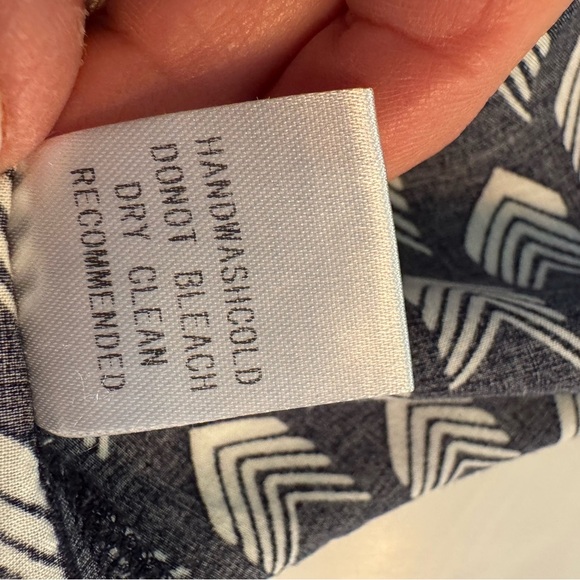 HANDWASHCOLD
DONOT BLEACH
DRY CLEAN
RECOMMENDED